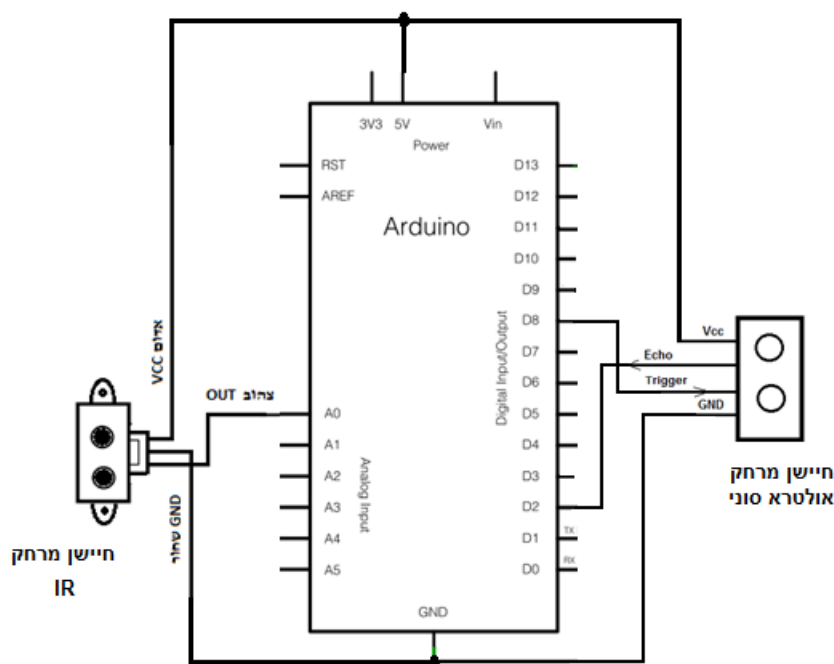 3V3
5V
Vin
Power
RST
AREF
Arduino
D13
D12
D11
D10
D9
D8
D7
D6
D5
D4
D3
D2
D1
D0
TX
RX
Digital Input/Output
A0
A1
A2
A3
A4
A5
Analog Input
GND
אדום VCC
צהוב OUT
שחור GND
חיישן מרחק
IR
Vcc
Echo
Trigger
GND
חיישן מרחק
אולטרא סוני